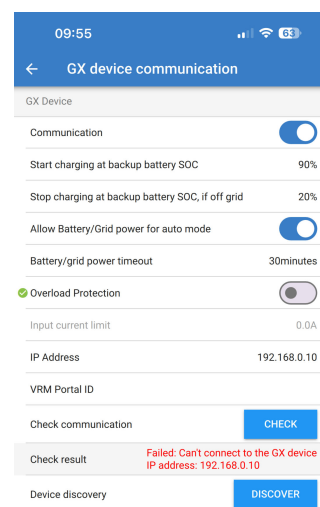 09:55
63
GX device communication
GX Device
Communication
Start charging at backup battery SOC 90%
Stop charging at backup battery SOC, if off grid 20%
Allow Battery/Grid power for auto mode
Battery/grid power timeout 30minutes
Overload Protection
Input current limit 0.0A
IP Address 192.168.0.10
VRM Portal ID
Check communication CHECK
Check result Failed: Can't connect to the GX device
IP address: 192.168.0.10
Device discovery DISCOVER